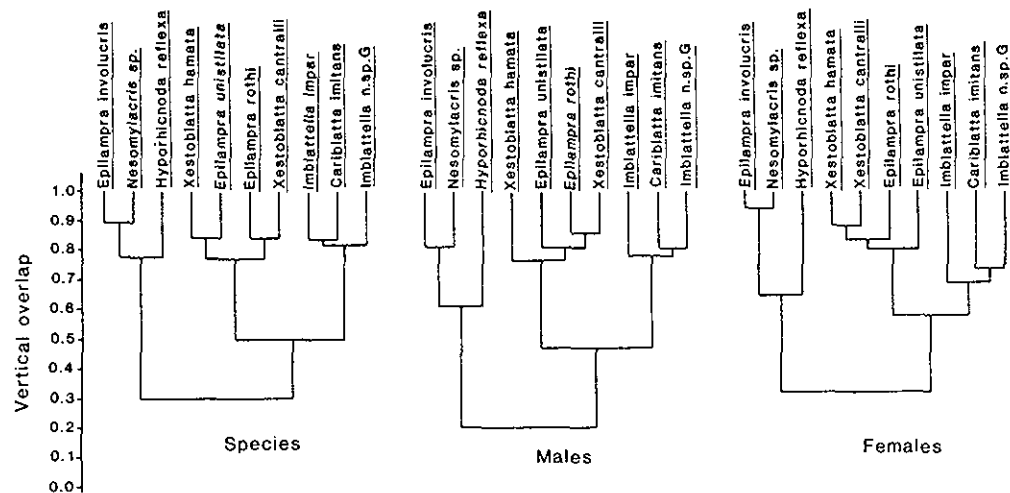 Epilampra involucris
Nesomylacris sp.
Hyporhicnoda reflexa
Xestoblatta hamata
Epilampra unistilata
Epilampra rothi
Xestoblatta cantralli
Imblattella impar
Cariblatta imitans
Imblattella n.sp.G
Epilampra involucris
Nesomylacris sp.
Hyporhicnoda reflexa
Xestoblatta hamata
Epilampra unistilata
Epilampra rothi
Xestoblatta cantralli
Imblattella impar
Cariblatta imitans
Imblattella n.sp.G
Epilampra involucris
Nesomylacris sp.
Hyporhicnoda reflexa
Xestoblatta hamata
Xestoblatta cantralli
Epilampra rothi
Epilampra unistilata
Imblattella impar
Cariblatta imitans
Imblattella n.sp.G
Vertical overlap
1.0
0.9
0.8
0.7
0.6
0.5
0.4
0.3
0.2
0.1
0.0
Species
Males
Females